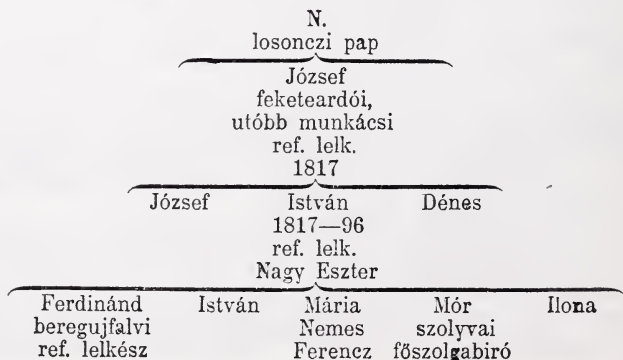 N.
losonczi pap
József
feketeardói,
utóbb munkácsi
ref. lelk.
1817
József István Dénes
1817—96
ref. lelk.
Nagy Eszter
Ferdinánd István Mária Mór Ilona
beregujfalvi Nemes szolyvai
ref. lelkész Ferencz főszolgabiró